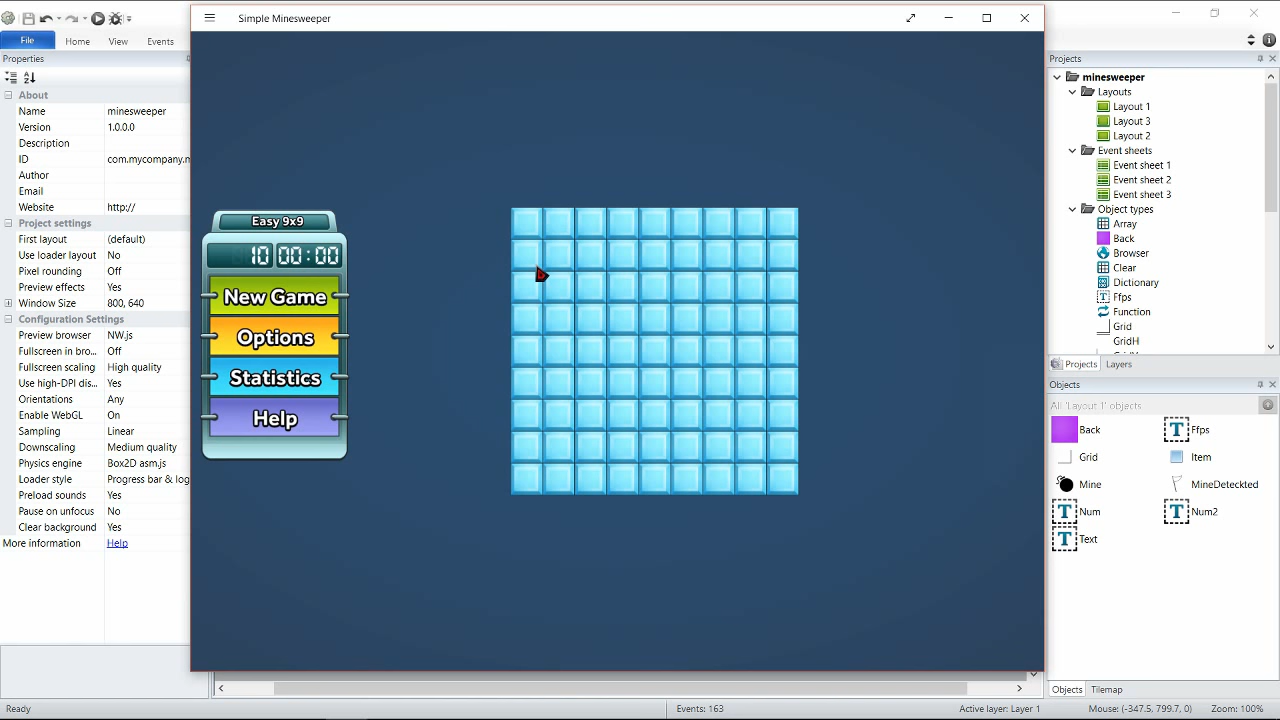 Simple Minesweeper
File Home View Events
Properties
About
Name minesweeper
Version 1.0.0.0
Description
ID com.mycompany.m
Author
Email
Website http://
Project settings
First layout (default)
Use loader layout No
Pixel rounding Off
Preview effects Yes
Window Size 800, 640
Configuration Settings
Preview browser NW.js
Fullscreen in bro... Off
Fullscreen scaling High quality
Use high-DPI dis... Yes
Orientations Any
Enable WebGL On
Sampling Linear
Downscaling Medium quality
Physics engine Box2D asm.js
Loader style Progress bar & log
Preload sounds Yes
Pause on unfocus No
Clear background Yes
More information Help
Easy 9x9
10 00:00
New Game
Options
Statistics
Help
Projects
minesweeper
Layouts
Layout 1
Layout 3
Layout 2
Event sheets
Event sheet 1
Event sheet 2
Event sheet 3
Object types
Array
Back
Browser
Clear
Dictionary
Ffps
Function
Grid
GridH
Projects Layers
Objects
All 'Layout 1' objects
Back Ffps
Grid Item
Mine MineDeteckted
Num Num2
Text
Objects Tilemap
Ready Events: 163 Active layer: Layer 1 Mouse: (-347.5, 799.7, 0) Zoom: 100%